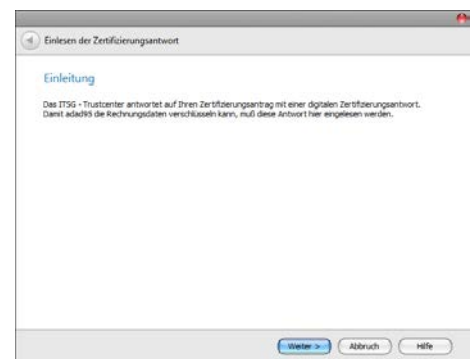 Einlesen der Zertifizierungsantwort
Einleitung
Das ITSG - Trustcenter antwortet auf Ihren Zertifizierungsantrag mit einer digitalen Zertifizierungsantwort.
Damit adad95 die Rechnungsdaten verschlüsseln kann, muß diese Antwort hier eingelesen werden.
Weiter >
Abbruch
Hilfe